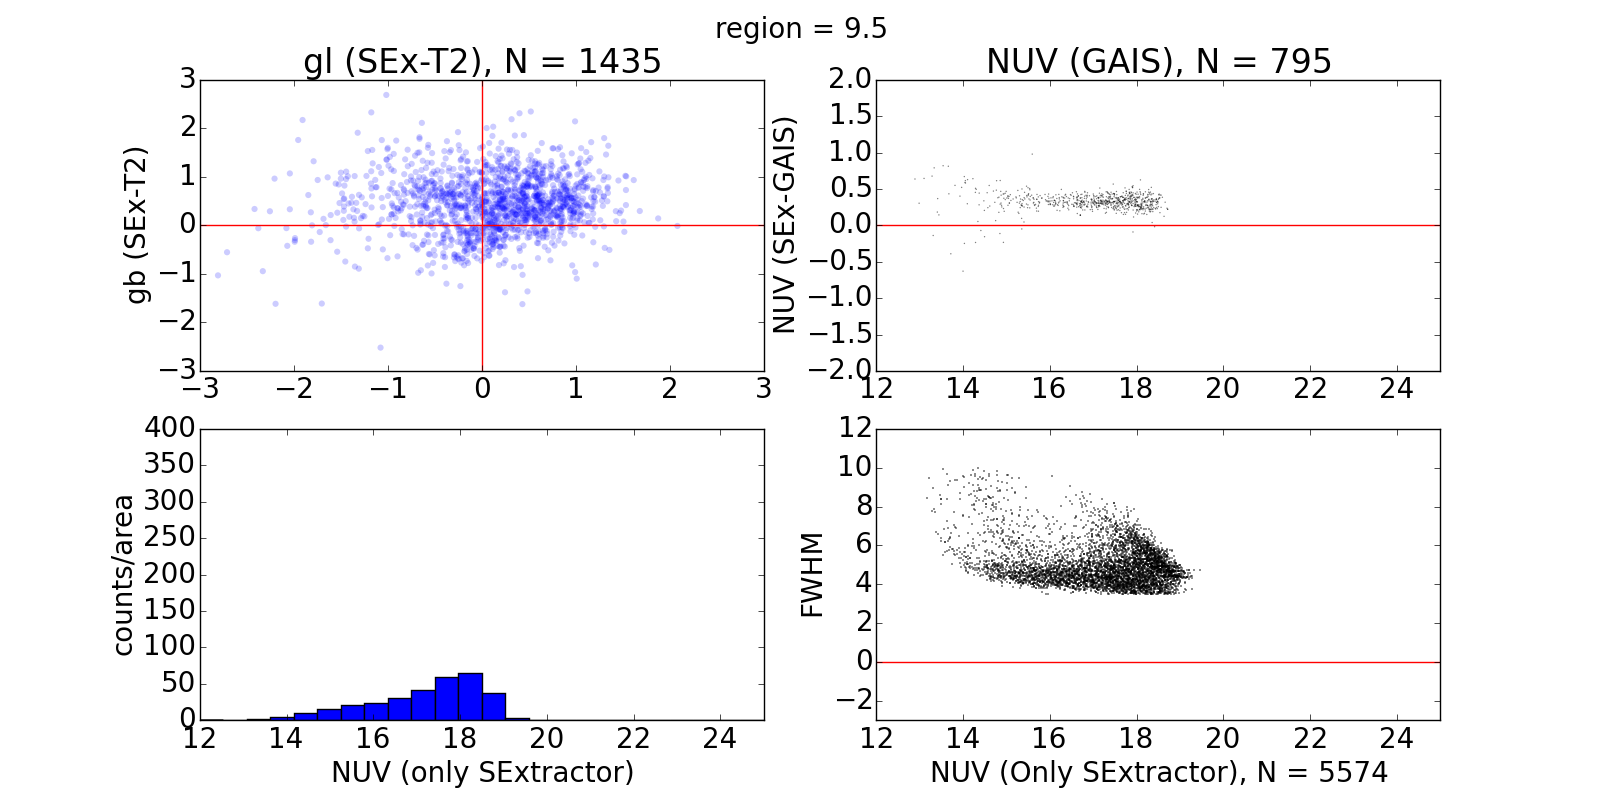 region = 9.5
gl (SEx-T2), N = 1435
NUV (GAIS), N = 795
3
2
1
0
−1
−2
−3
gb (SEx-T2)
−3 −2 −1 0 1 2 3
2.0
1.5
1.0
0.5
0.0
−0.5
−1.0
−1.5
−2.0
NUV (SEx-GAIS)
12 14 16 18 20 22 24
400
350
300
250
200
150
100
50
0
counts/area
12 14 16 18 20 22 24
NUV (only SExtractor)
12
10
8
6
4
2
0
−2
FWHM
12 14 16 18 20 22 24
NUV (Only SExtractor), N = 5574